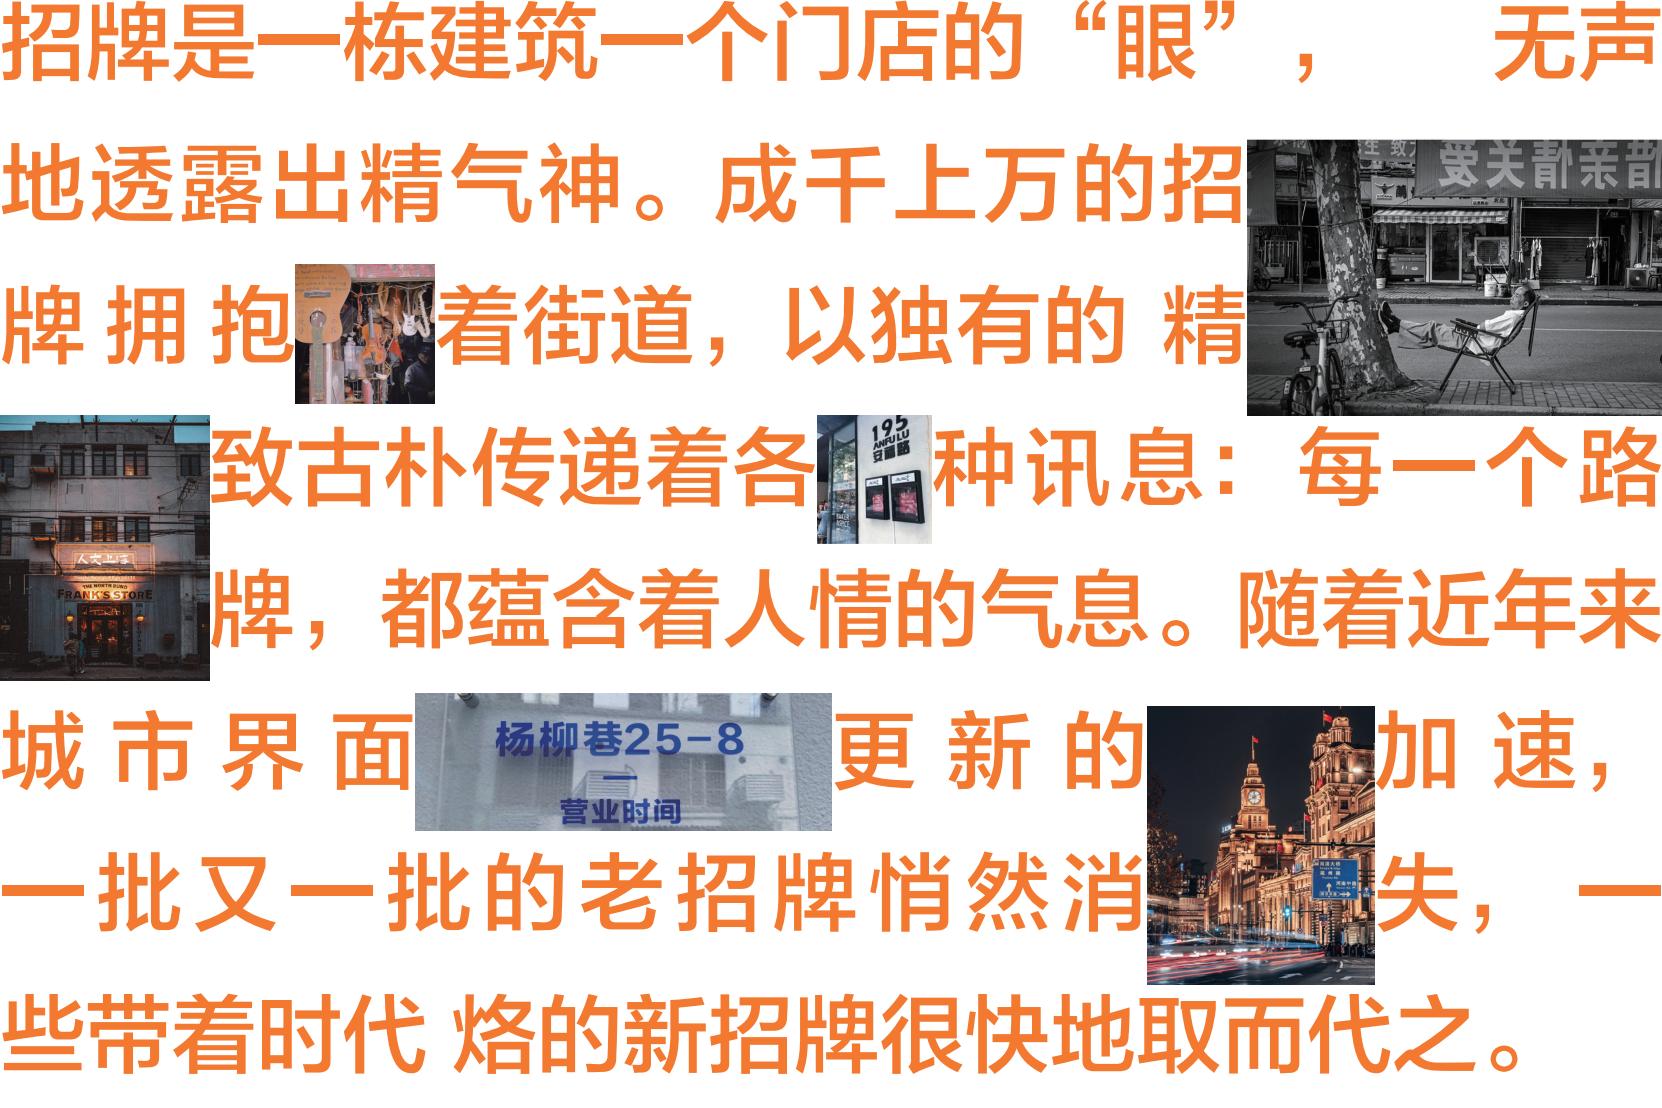 招牌是一栋建筑一个门店的“眼”， 无声
地透露出精气神。成千上万的招
牌拥抱着街道，以独有的 精
致古朴传递着各种讯息：每一个路
牌，都蕴含着人情的气息。随着近年来
城市界面更新的加速，
一批又一批的老招牌悄然消失，一
些带着时代 烙的新招牌很快地取而代之。
惜亲情关爱
195
ANFU LU
安福路
THE NORTH BUND
FRANK'S STORE
杨柳巷25-8
营业时间